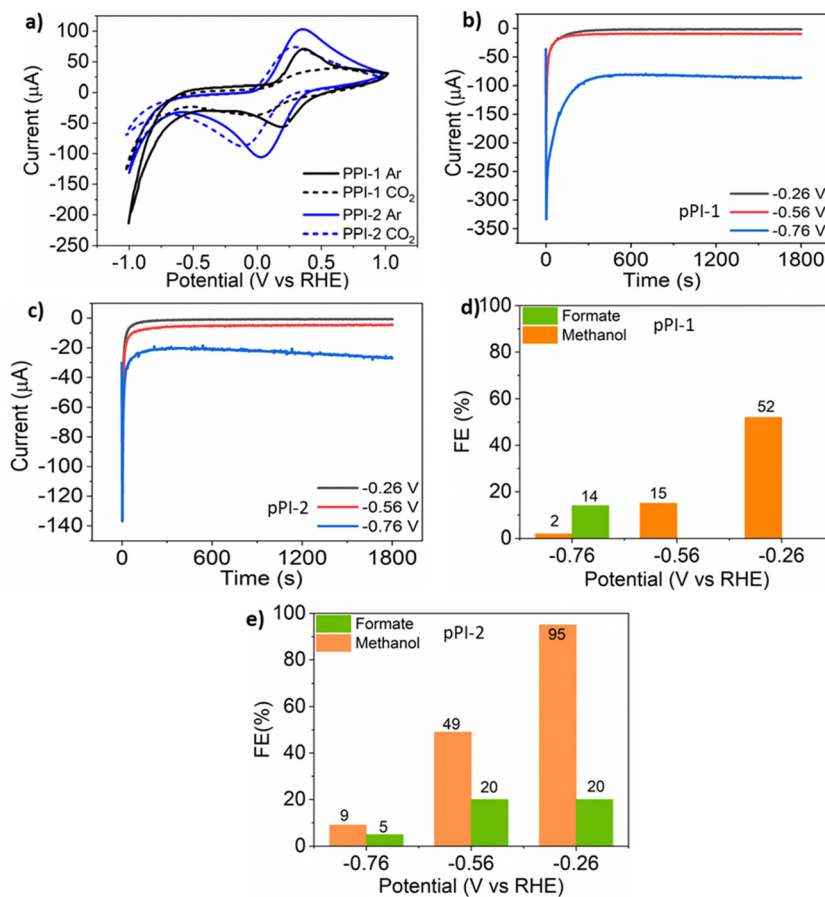 a)
100
50
0
-50
-100
-150
-200
-250
Current (μA)
PPI-1 Ar
PPI-1 CO₂
PPI-2 Ar
PPI-2 CO₂
-1.0 -0.5 0.0 0.5 1.0
Potential (V vs RHE)
b)
0
-50
-100
-150
-200
-250
-300
-350
Current (μA)
pPI-1
-0.26 V
-0.56 V
-0.76 V
0 600 1200 1800
Time (s)
c)
0
-20
-40
-60
-80
-100
-120
-140
Current (μA)
pPI-2
-0.26 V
-0.56 V
-0.76 V
0 600 1200 1800
Time (s)
d)
100
80
60
40
20
0
FE (%)
Formate
Methanol
pPI-1
2 14 15 52
-0.76 -0.56 -0.26
Potential (V vs RHE)
e)
100
80
60
40
20
0
FE(%)
Formate
Methanol
pPI-2
9 5 49 20 95 20
-0.76 -0.56 -0.26
Potential (V vs RHE)